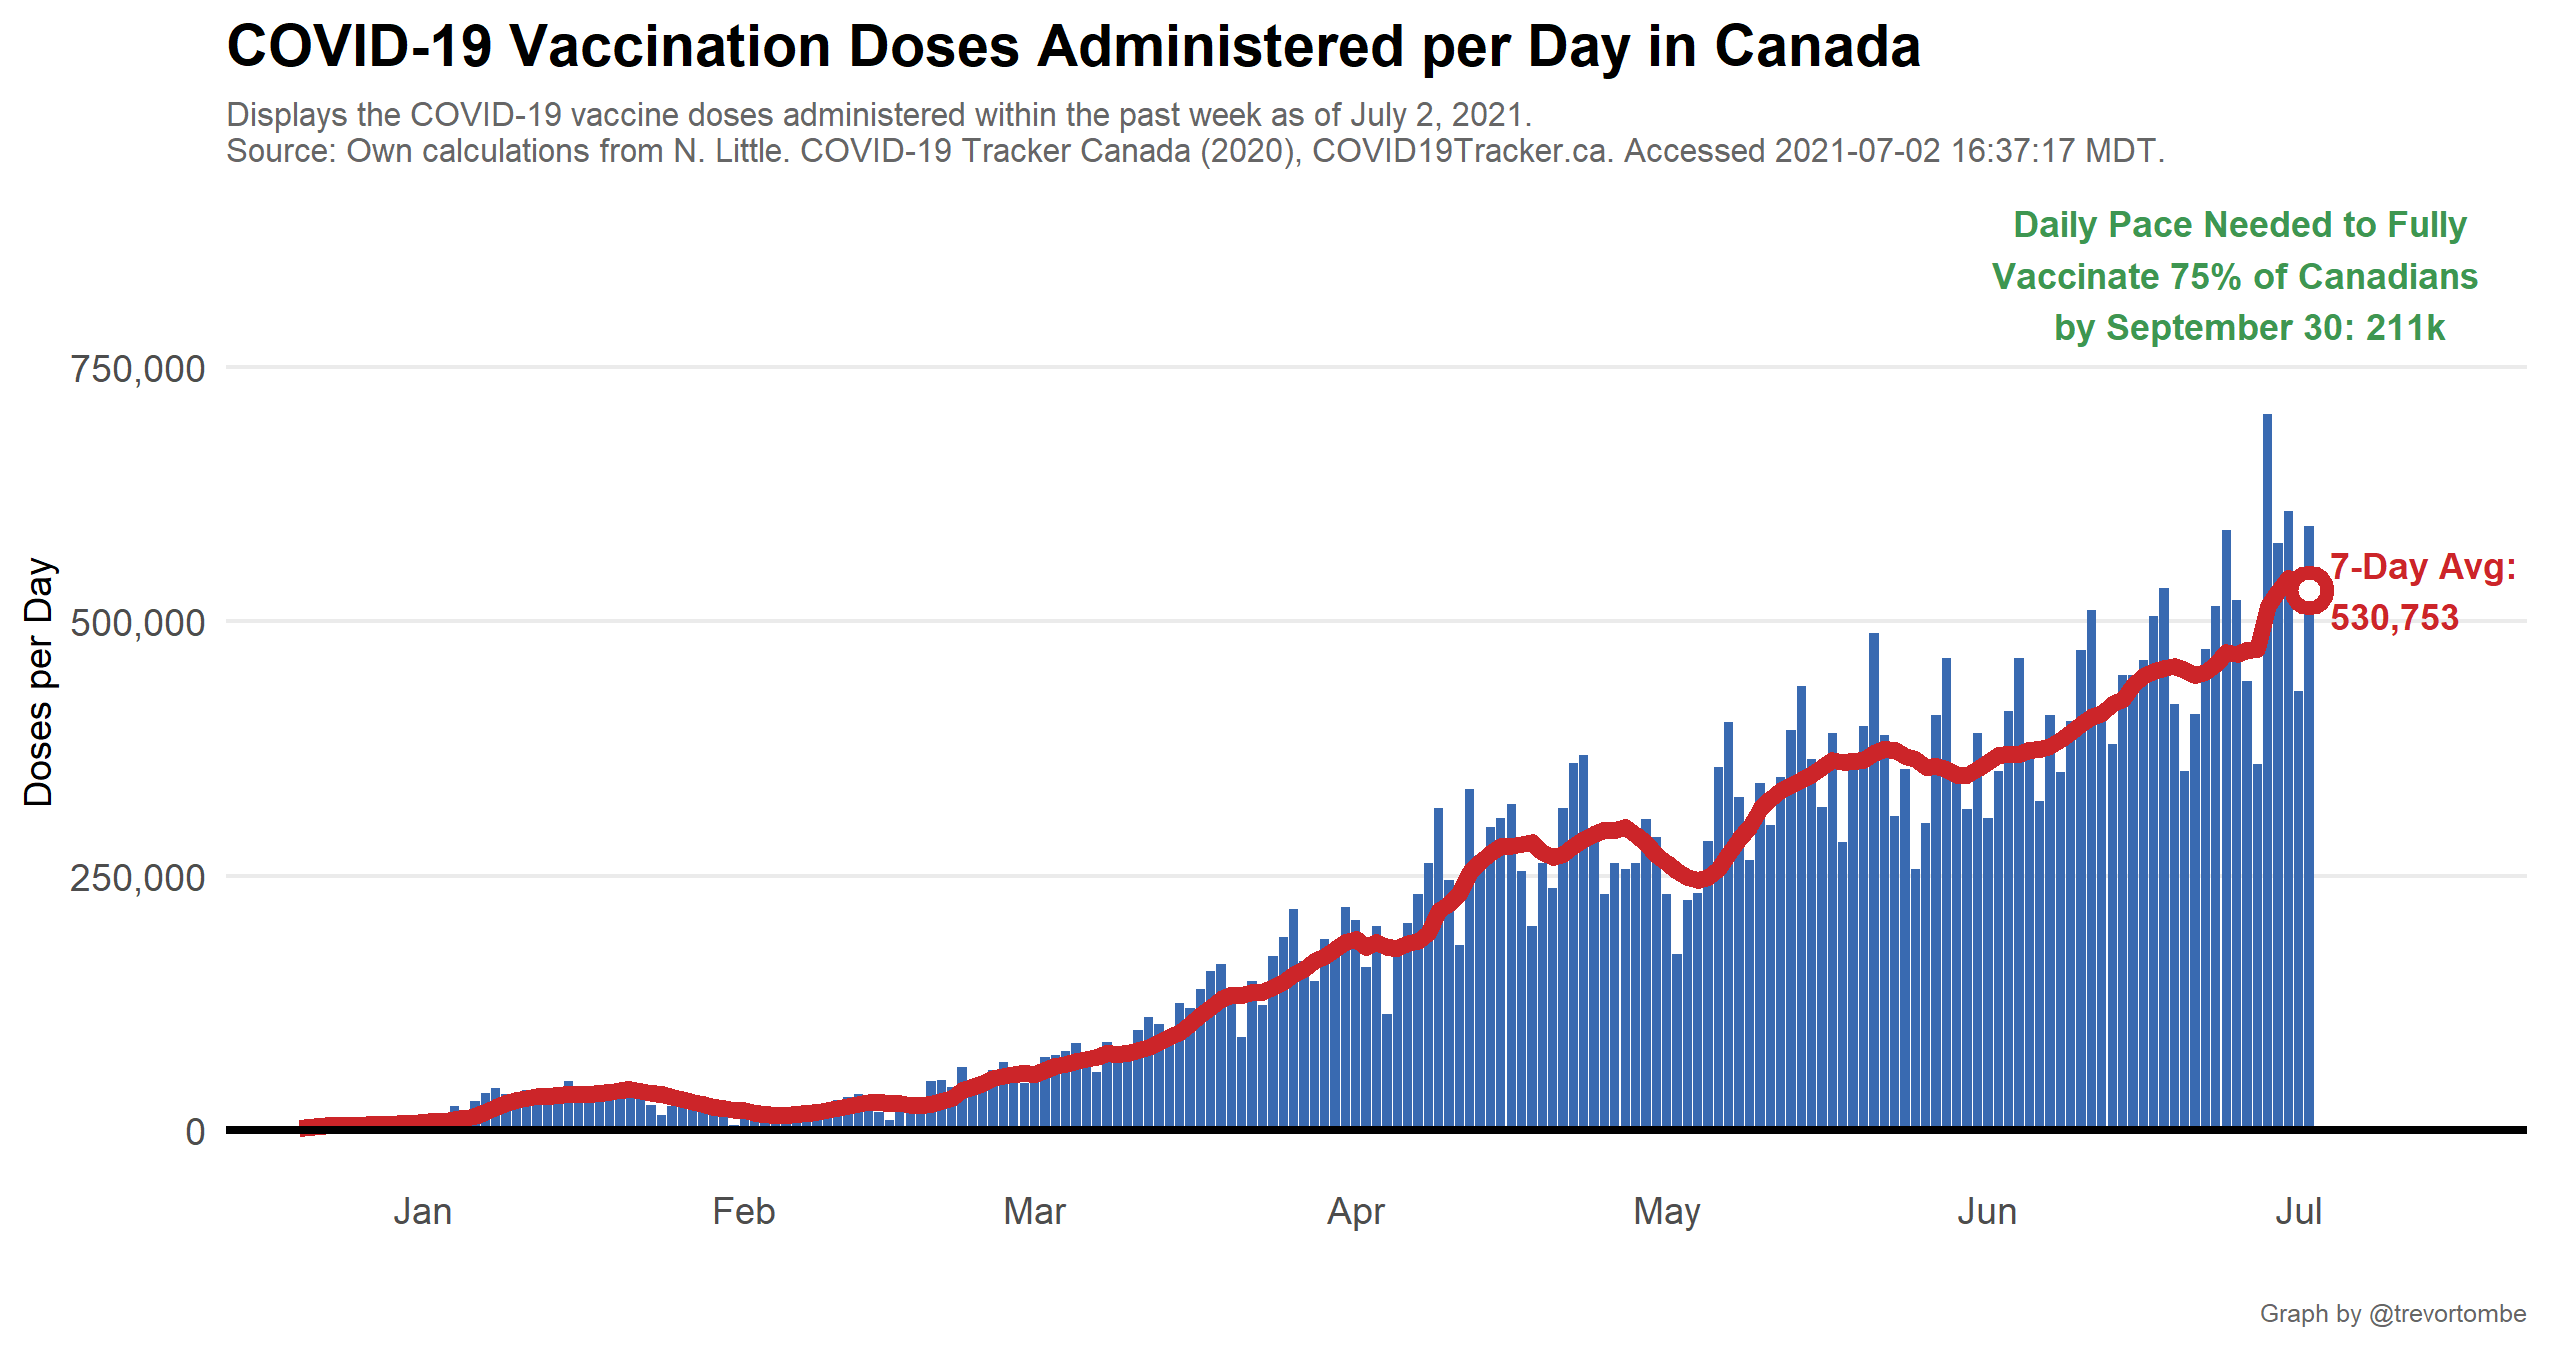 COVID-19 Vaccination Doses Administered per Day in Canada
Displays the COVID-19 vaccine doses administered within the past week as of July 2, 2021.
Source: Own calculations from N. Little. COVID-19 Tracker Canada (2020), COVID19Tracker.ca. Accessed 2021-07-02 16:37:17 MDT.
Daily Pace Needed to Fully
Vaccinate 75% of Canadians
by September 30: 211k
750,000
500,000
250,000
0
Doses per Day
7-Day Avg:
530,753
Jan Feb Mar Apr May Jun Jul
Graph by @trevortombe